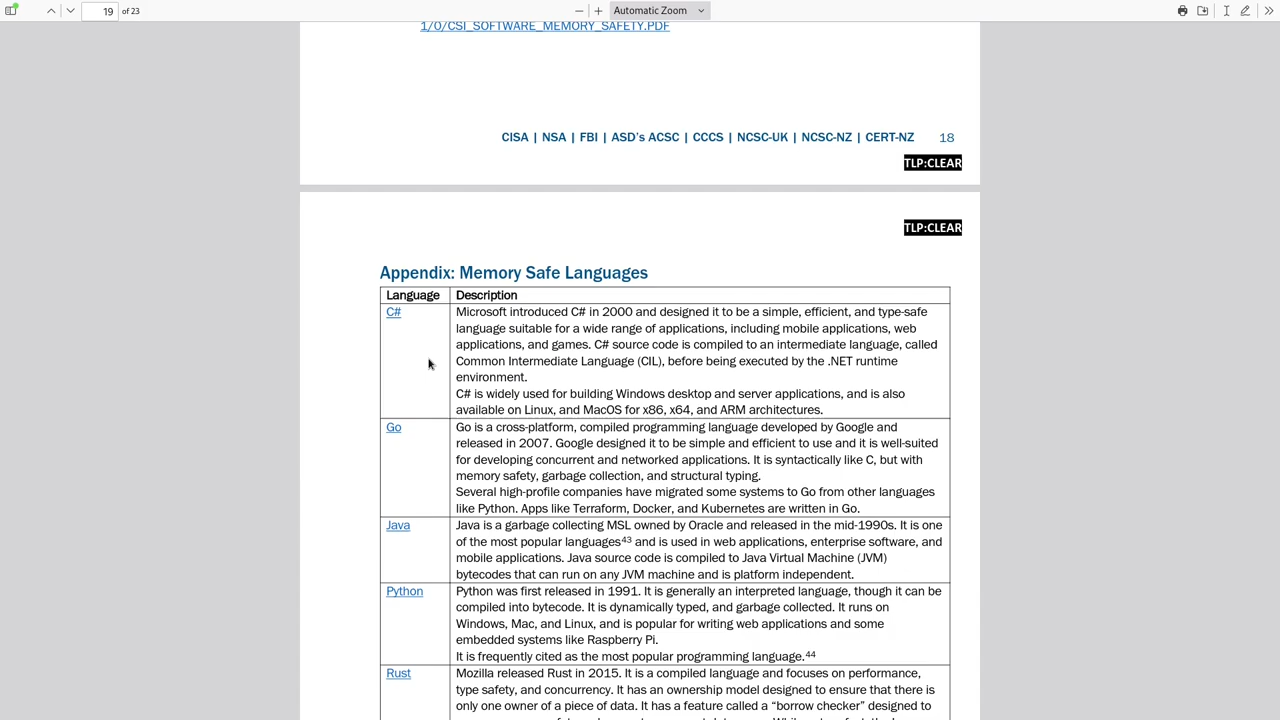 19
of 23
Automatic Zoom
1/0/CSI_SOFTWARE_MEMORY_SAFETY.PDF
CISA | NSA | FBI | ASD's ACSC | CCCS | NCSC-UK | NCSC-NZ | CERT-NZ 18
TLP:CLEAR
TLP:CLEAR
Appendix: Memory Safe Languages
Language Description
C# Microsoft introduced C# in 2000 and designed it to be a simple, efficient, and type-safe
language suitable for a wide range of applications, including mobile applications, web
applications, and games. C# source code is compiled to an intermediate language, called
Common Intermediate Language (CIL), before being executed by the .NET runtime
environment.
C# is widely used for building Windows desktop and server applications, and is also
available on Linux, and MacOS for x86, x64, and ARM architectures.
Go Go is a cross-platform, compiled programming language developed by Google and
released in 2007. Google designed it to be simple and efficient to use and it is well-suited
for developing concurrent and networked applications. It is syntactically like C, but with
memory safety, garbage collection, and structural typing.
Several high-profile companies have migrated some systems to Go from other languages
like Python. Apps like Terraform, Docker, and Kubernetes are written in Go.
Java Java is a garbage collecting MSL owned by Oracle and released in the mid-1990s. It is one
of the most popular languages43 and is used in web applications, enterprise software, and
mobile applications. Java source code is compiled to Java Virtual Machine (JVM)
bytecodes that can run on any JVM machine and is platform independent.
Python Python was first released in 1991. It is generally an interpreted language, though it can be
compiled into bytecode. It is dynamically typed, and garbage collected. It runs on
Windows, Mac, and Linux, and is popular for writing web applications and some
embedded systems like Raspberry Pi.
It is frequently cited as the most popular programming language.44
Rust Mozilla released Rust in 2015. It is a compiled language and focuses on performance,
type safety, and concurrency. It has an ownership model designed to ensure that there is
only one owner of a piece of data. It has a feature called a “borrow checker” designed to